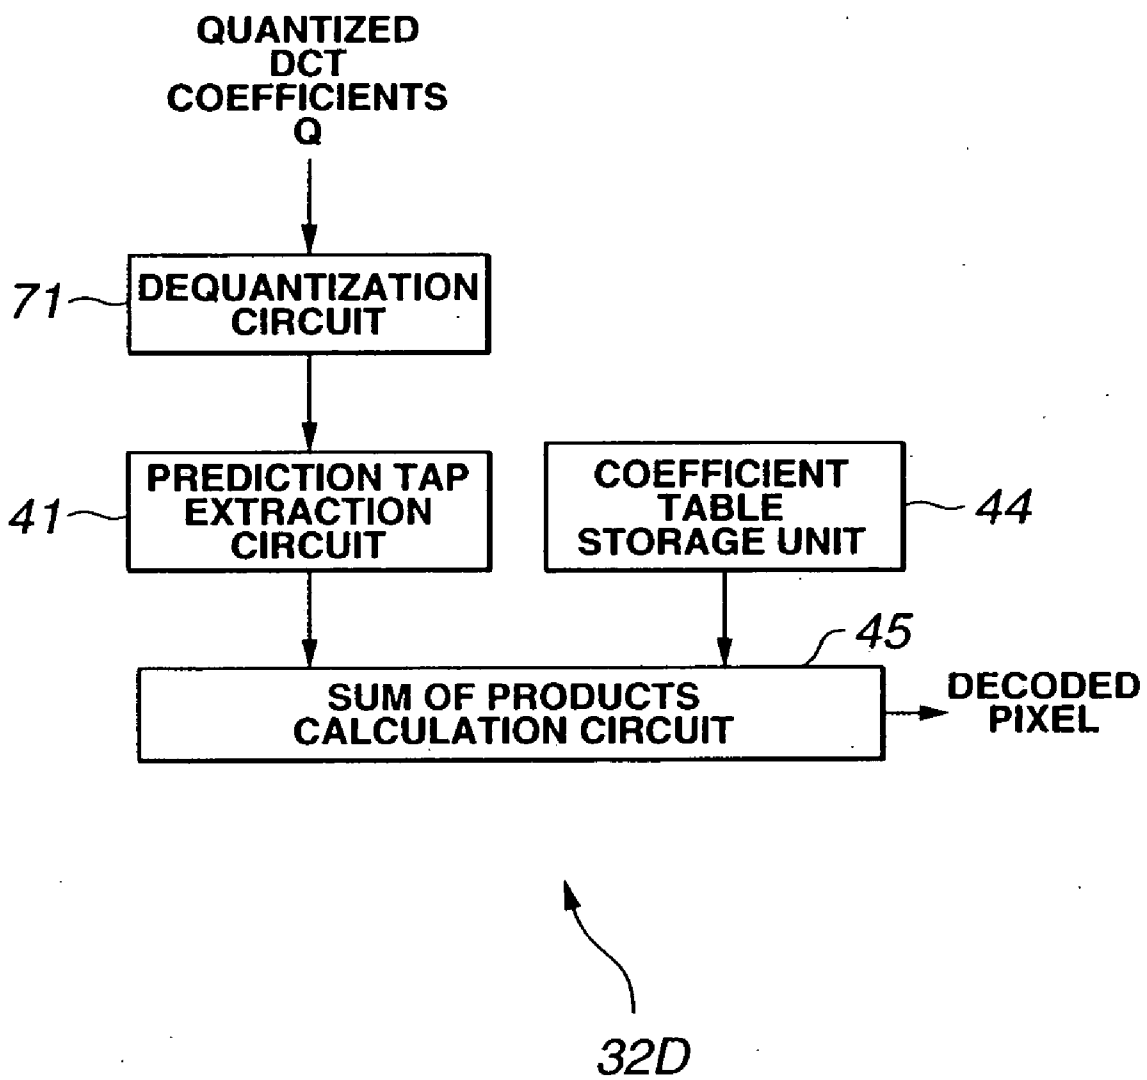 QUANTIZED
DCT
COEFFICIENTS
Q
71
DEQUANTIZATION
CIRCUIT
41
PREDICTION TAP
EXTRACTION
CIRCUIT
COEFFICIENT
TABLE
STORAGE UNIT
44
45
SUM OF PRODUCTS
CALCULATION CIRCUIT
DECODED
PIXEL
32D